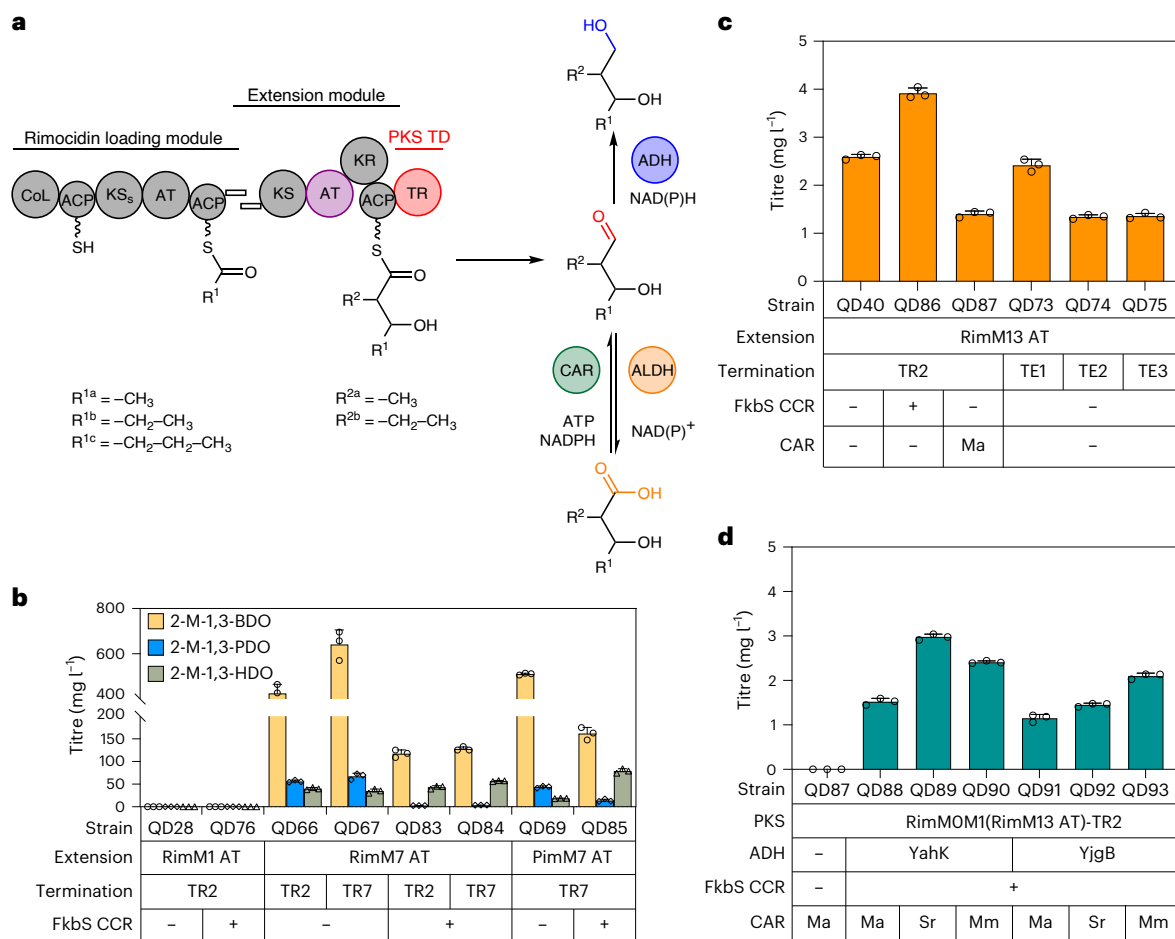 a
Rimocidin loading module
Extension module
PKS TD
CoL
ACP
KSs
AT
ACP
KS
AT
KR
ACP
TR
SH
S
O
R1
S
O
R2
OH
R1
R1a = –CH3
R1b = –CH2–CH3
R1c = –CH2–CH2–CH3
R2a = –CH3
R2b = –CH2–CH3
HO
R2
OH
R1
ADH
NAD(P)H
O
R2
OH
R1
CAR
ALDH
ATP
NADPH
NAD(P)+
O
OH
R2
OH
R1
b
Titre (mg l−1)
800
600
400
200
150
100
50
0
2-M-1,3-BDO
2-M-1,3-PDO
2-M-1,3-HDO
Strain QD28 QD76 QD66 QD67 QD83 QD84 QD69 QD85
Extension RimM1 AT RimM7 AT PimM7 AT
Termination TR2 TR2 TR7 TR2 TR7 TR7
FkbS CCR – + – + – +
c
Titre (mg l−1)
5
4
3
2
1
0
Strain QD40 QD86 QD87 QD73 QD74 QD75
Extension RimM13 AT
Termination TR2 TE1 TE2 TE3
FkbS CCR – + – –
CAR – – Ma –
d
Titre (mg l−1)
5
4
3
2
1
0
Strain QD87 QD88 QD89 QD90 QD91 QD92 QD93
PKS RimM0M1(RimM13 AT)-TR2
ADH – YahK YjgB
FkbS CCR – +
CAR Ma Ma Sr Mm Ma Sr Mm